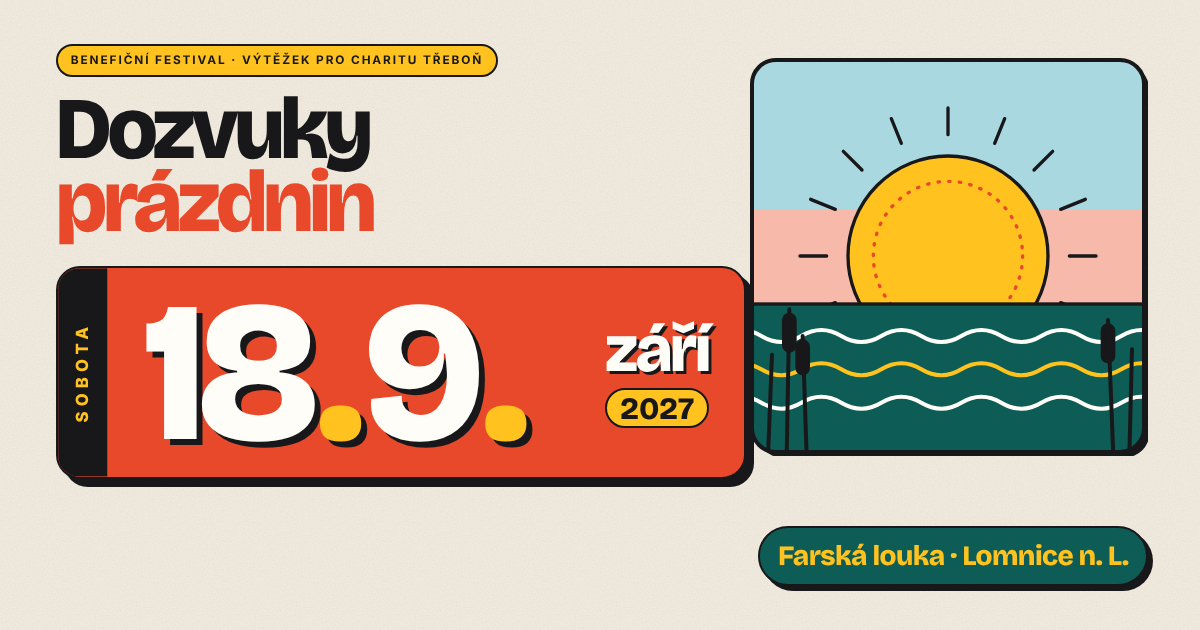 BENEFIČNÍ FESTIVAL · VÝTĚŽEK PRO CHARITU TŘEBOŇ
Dozvuky
prázdnin
SOBOTA
18.9.
září
2027
Farská louka · Lomnice n. L.